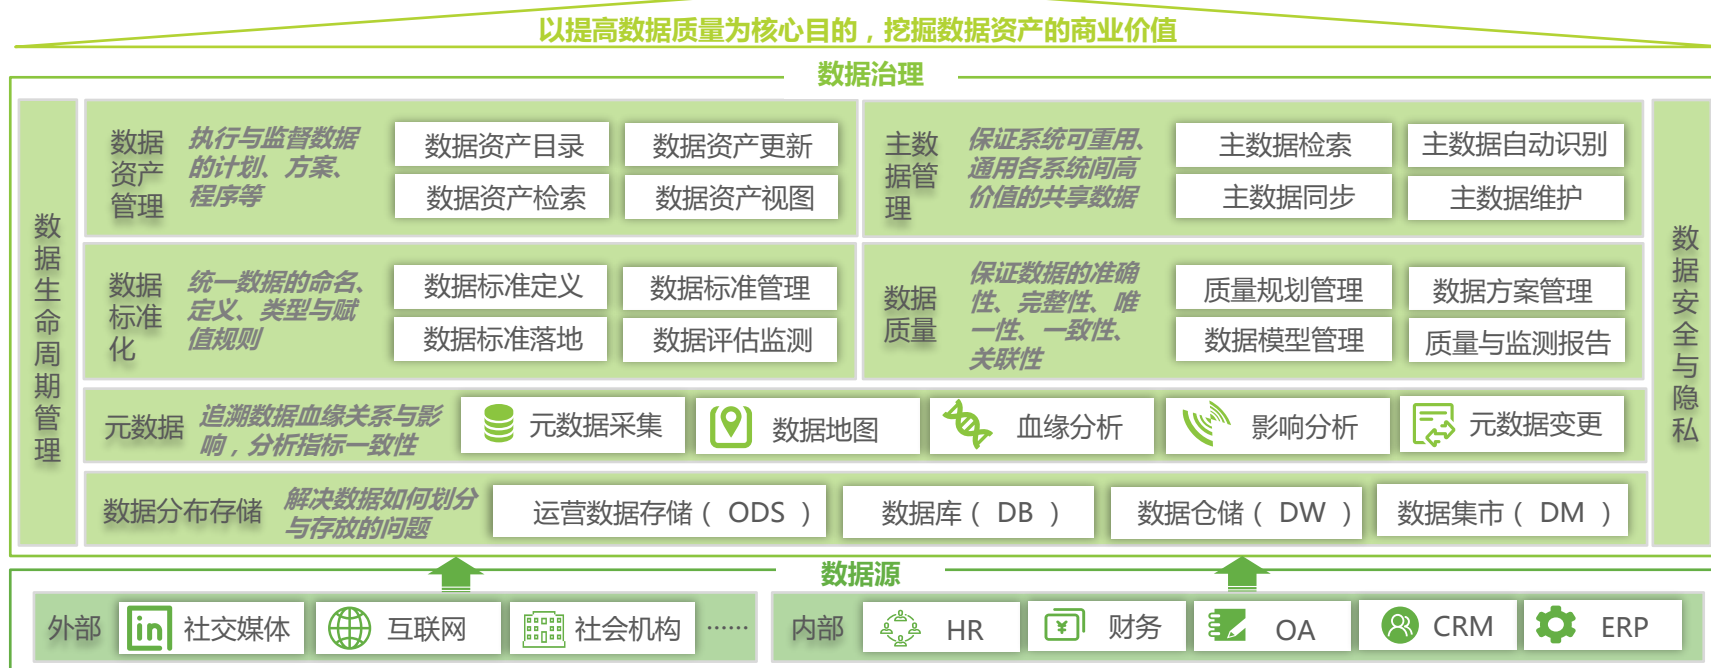 以提高数据质量为核心目的，挖掘数据资产的商业价值
数据治理
数据生命周期管理
数据
资产
管理
执行与监督数据
的计划、方案、
程序等
数据资产目录
数据资产更新
数据资产检索
数据资产视图
主数
据管
理
保证系统可重用、
通用各系统间高
价值的共享数据
主数据检索
主数据自动识别
主数据同步
主数据维护
数据安全与隐私
数据
标准
化
统一数据的命名、
定义、类型与赋
值规则
数据标准定义
数据标准管理
数据标准落地
数据评估监测
数据
质量
保证数据的准确
性、完整性、唯
一性、一致性、
关联性
质量规划管理
数据方案管理
数据模型管理
质量与监测报告
元数据
追溯数据血缘关系与影
响，分析指标一致性
元数据采集
数据地图
血缘分析
影响分析
元数据变更
数据分布存储
解决数据如何划分
与存放的问题
运营数据存储（ ODS ）
数据库（ DB ）
数据仓储（ DW ）
数据集市（ DM ）
数据源
外部
in
社交媒体
互联网
社会机构
……
内部
HR
¥
财务
OA
CRM
ERP